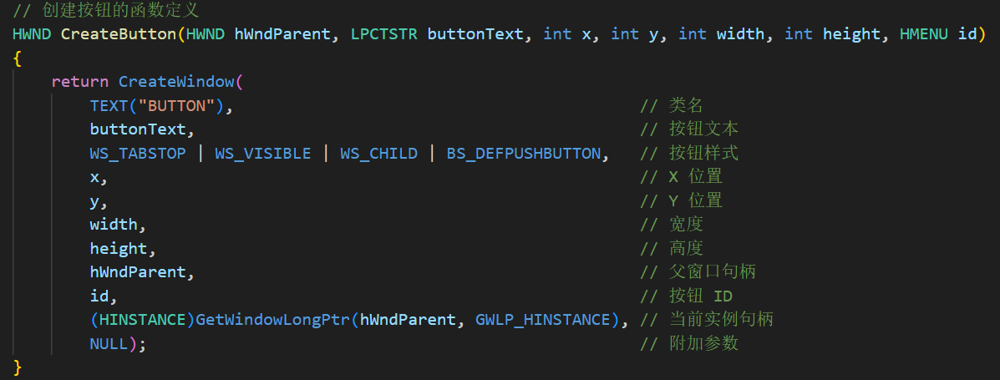 // 创建按钮的函数定义
HWND CreateButton(HWND hWndParent, LPCTSTR buttonText, int x, int y, int width, int height, HMENU id)
{
    return CreateWindow(
        TEXT("BUTTON"),                                          // 类名
        buttonText,                                              // 按钮文本
        WS_TABSTOP | WS_VISIBLE | WS_CHILD | BS_DEFPUSHBUTTON,   // 按钮样式
        x,                                                       // X 位置
        y,                                                       // Y 位置
        width,                                                   // 宽度
        height,                                                  // 高度
        hWndParent,                                              // 父窗口句柄
        id,                                                      // 按钮 ID
        (HINSTANCE)GetWindowLongPtr(hWndParent, GWLP_HINSTANCE), // 当前实例句柄
        NULL);                                                   // 附加参数
}